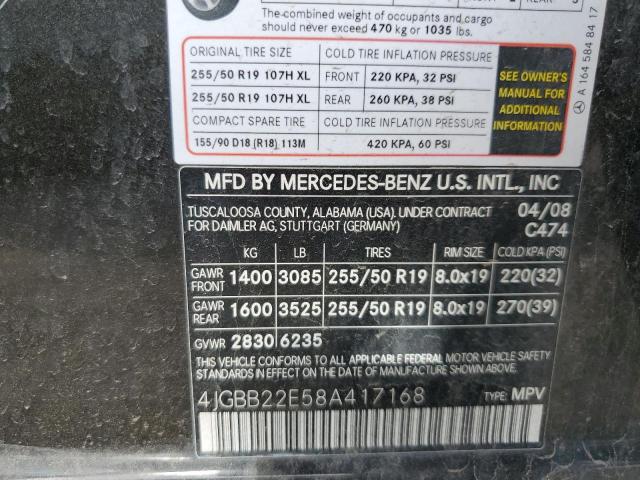 The combined weight of occupants and cargo
should never exceed 470 kg or 1035 lbs.
ORIGINAL TIRE SIZE COLD TIRE INFLATION PRESSURE
255/50 R19 107H XL FRONT 220 KPA, 32 PSI
255/50 R19 107H XL REAR 260 KPA, 38 PSI
COMPACT SPARE TIRE COLD TIRE INFLATION PRESSURE
155/90 D18 (R18) 113M 420 KPA, 60 PSI
SEE OWNER'S
MANUAL FOR
ADDITIONAL
INFORMATION
A 164 584 84 17
MFD BY MERCEDES-BENZ U.S. INTL., INC
TUSCALOOSA COUNTY, ALABAMA (USA). UNDER CONTRACT 04/08
FOR DAIMLER AG, STUTTGART (GERMANY) C474
KG LB TIRES RIM SIZE COLD KPA (PSI)
GAWR FRONT 1400 3085 255/50 R19 8.0x19 220(32)
GAWR REAR 1600 3525 255/50 R19 8.0x19 270(39)
GVWR 2830 6235
THIS VEHICLE CONFORMS TO ALL APPLICABLE FEDERAL MOTOR VEHICLE SAFETY
STANDARDS IN EFFECT ON THE DATE OF MANUFACTURE SHOWN ABOVE.
4JGBB22E58A417168 TYPE: MPV